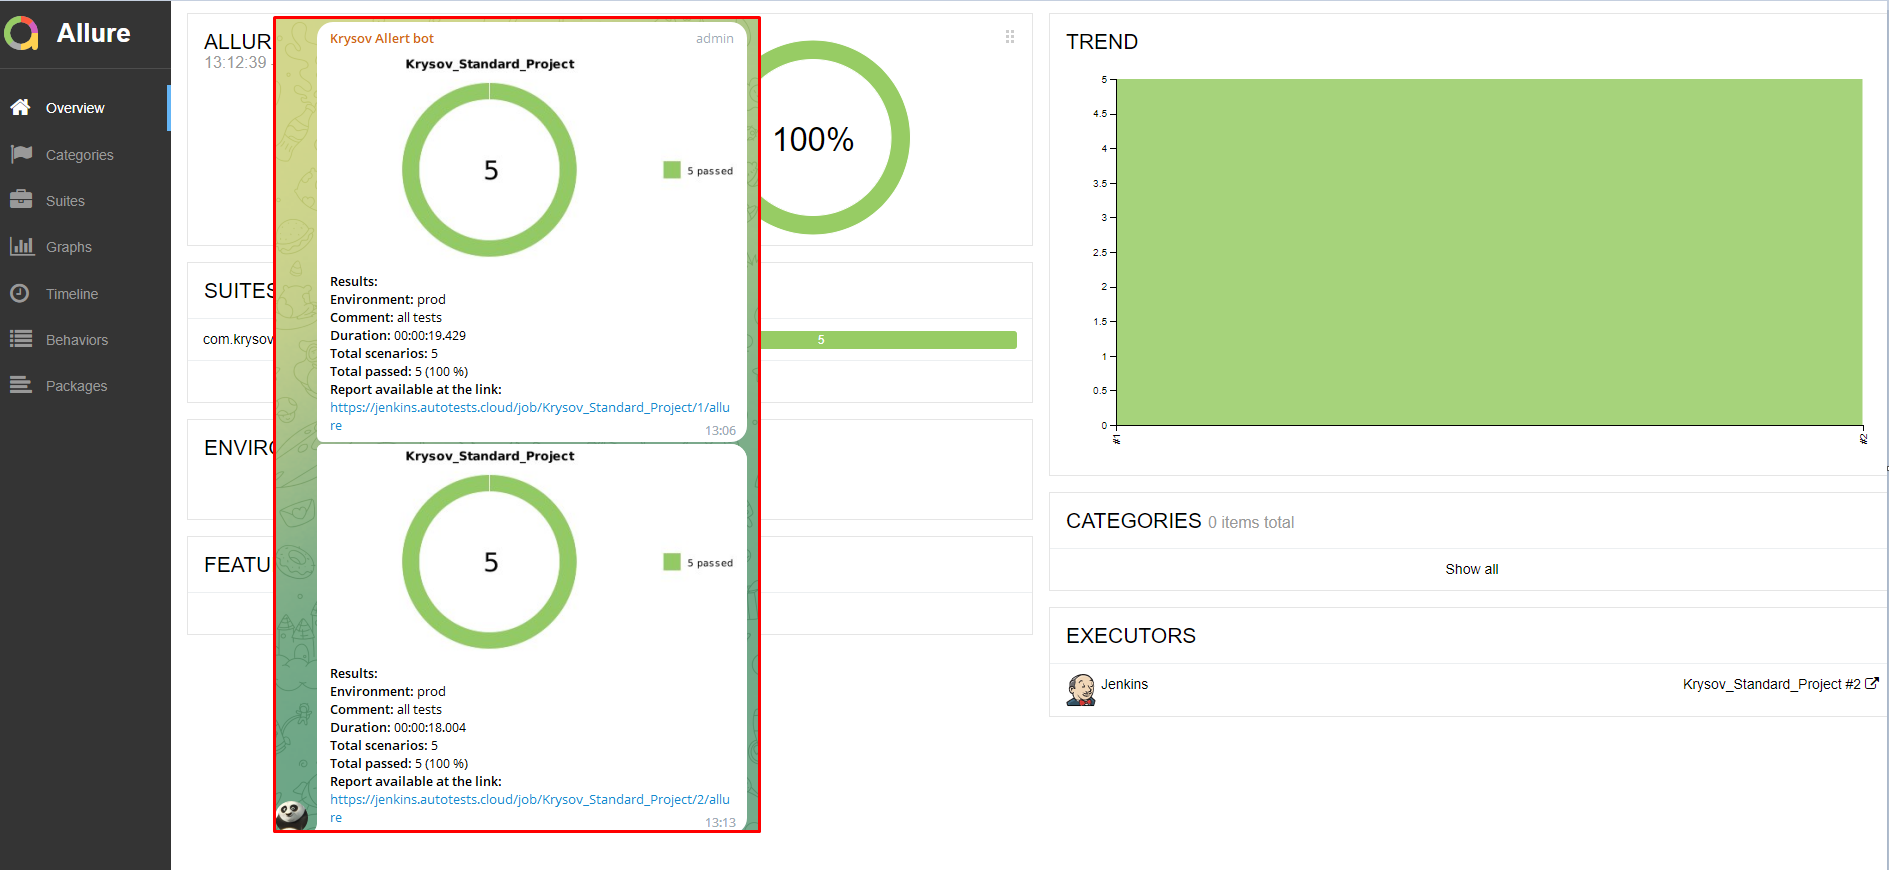 Allure
Overview
Categories
Suites
Graphs
Timeline
Behaviors
Packages
ALLUR
13:12:39 -
100%
SUITES
com.krysov
5
ENVIRO
FEATU
Krysov Allert bot
admin
Krysov_Standard_Project
5
5 passed
Results:
Environment: prod
Comment: all tests
Duration: 00:00:19.429
Total scenarios: 5
Total passed: 5 (100 %)
Report available at the link:
https://jenkins.autotests.cloud/job/Krysov_Standard_Project/1/allu
re
13:06
Krysov_Standard_Project
5
5 passed
Results:
Environment: prod
Comment: all tests
Duration: 00:00:18.004
Total scenarios: 5
Total passed: 5 (100 %)
Report available at the link:
https://jenkins.autotests.cloud/job/Krysov_Standard_Project/2/allu
re
13:13
TREND
5
4.5
4
3.5
3
2.5
2
1.5
1
0.5
0
#1
#2
CATEGORIES 0 items total
Show all
EXECUTORS
Jenkins
Krysov_Standard_Project #2